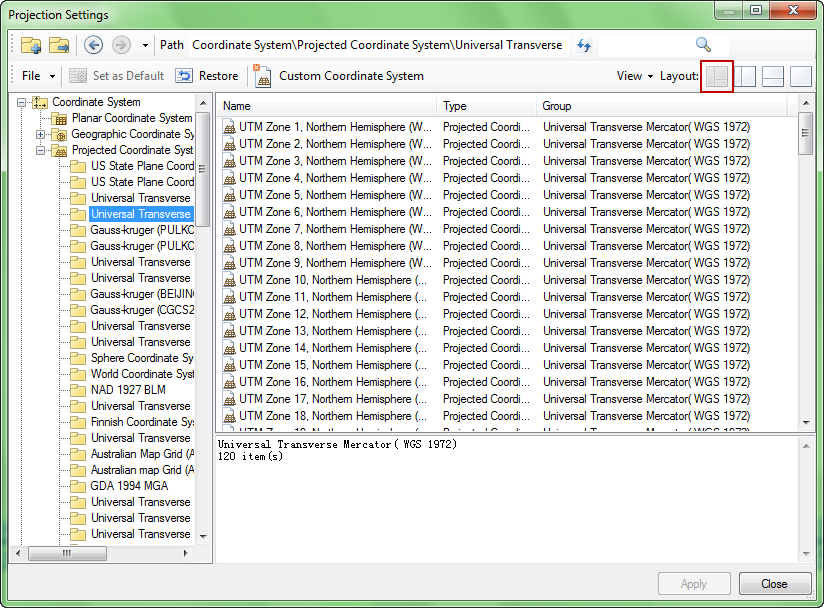 Projection Settings
Path Coordinate System\Projected Coordinate System\Universal Transverse
File Set as Default Restore Custom Coordinate System View Layout:
Coordinate System
Planar Coordinate System
Geographic Coordinate Sy
Projected Coordinate Syst
US State Plane Coord
US State Plane Coord
Universal Transverse
Universal Transverse
Gauss-kruger (PULKO
Gauss-kruger (PULKO
Universal Transverse
Universal Transverse
Gauss-kruger (BEIJING
Gauss-kruger (CGCS2
Universal Transverse
Universal Transverse
Sphere Coordinate Sy
World Coordinate Syst
NAD 1927 BLM
Universal Transverse
Finnish Coordinate Sys
Universal Transverse
Australian Map Grid (A
Australian map Grid (A
GDA 1994 MGA
Universal Transverse
Universal Transverse
Universal Transverse
Name Type Group
UTM Zone 1, Northern Hemisphere (W... Projected Coordi... Universal Transverse Mercator( WGS 1972)
UTM Zone 2, Northern Hemisphere (W... Projected Coordi... Universal Transverse Mercator( WGS 1972)
UTM Zone 3, Northern Hemisphere (W... Projected Coordi... Universal Transverse Mercator( WGS 1972)
UTM Zone 4, Northern Hemisphere (W... Projected Coordi... Universal Transverse Mercator( WGS 1972)
UTM Zone 5, Northern Hemisphere (W... Projected Coordi... Universal Transverse Mercator( WGS 1972)
UTM Zone 6, Northern Hemisphere (W... Projected Coordi... Universal Transverse Mercator( WGS 1972)
UTM Zone 7, Northern Hemisphere (W... Projected Coordi... Universal Transverse Mercator( WGS 1972)
UTM Zone 8, Northern Hemisphere (W... Projected Coordi... Universal Transverse Mercator( WGS 1972)
UTM Zone 9, Northern Hemisphere (W... Projected Coordi... Universal Transverse Mercator( WGS 1972)
UTM Zone 10, Northern Hemisphere (... Projected Coordi... Universal Transverse Mercator( WGS 1972)
UTM Zone 11, Northern Hemisphere (... Projected Coordi... Universal Transverse Mercator( WGS 1972)
UTM Zone 12, Northern Hemisphere (... Projected Coordi... Universal Transverse Mercator( WGS 1972)
UTM Zone 13, Northern Hemisphere (... Projected Coordi... Universal Transverse Mercator( WGS 1972)
UTM Zone 14, Northern Hemisphere (... Projected Coordi... Universal Transverse Mercator( WGS 1972)
UTM Zone 15, Northern Hemisphere (... Projected Coordi... Universal Transverse Mercator( WGS 1972)
UTM Zone 16, Northern Hemisphere (... Projected Coordi... Universal Transverse Mercator( WGS 1972)
UTM Zone 17, Northern Hemisphere (... Projected Coordi... Universal Transverse Mercator( WGS 1972)
UTM Zone 18, Northern Hemisphere (... Projected Coordi... Universal Transverse Mercator( WGS 1972)
Universal Transverse Mercator( WGS 1972)
120 item(s)
Apply Close